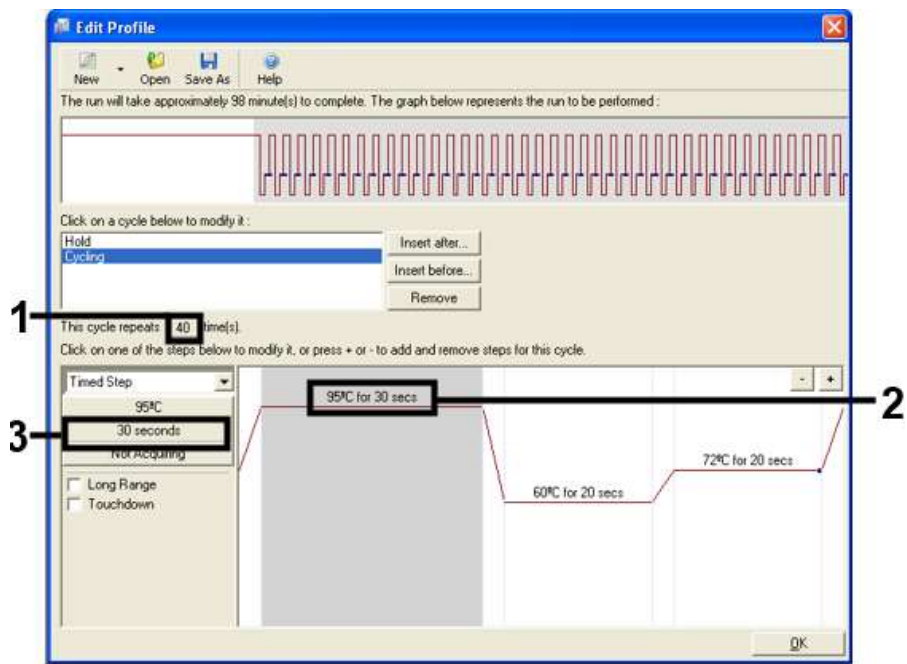 Edit Profile
New Open Save As Help
The run will take approximately 98 minute(s) to complete. The graph below represents the run to be performed :
Click on a cycle below to modify it :
Hold
Cycling
Insert after...
Insert before...
Remove
1
This cycle repeats 40 time(s).
Click on one of the steps below to modify it, or press + or - to add and remove steps for this cycle.
Timed Step
- +
95ºC
95ºC for 30 secs
2
3
30 seconds
Not Acquiring
72ºC for 20 secs
Long Range
60ºC for 20 secs
Touchdown
OK